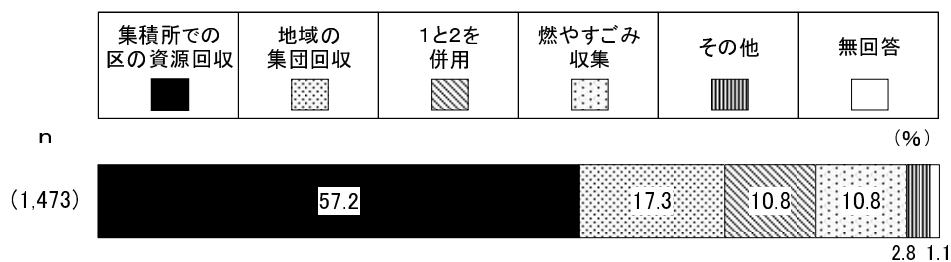 集積所での
区の資源回収
地域の
集団回収
1と2を
併用
燃やすごみ
収集
その他
無回答
n
(%)
(1,473)
57.2
17.3
10.8
10.8
2.8
1.1